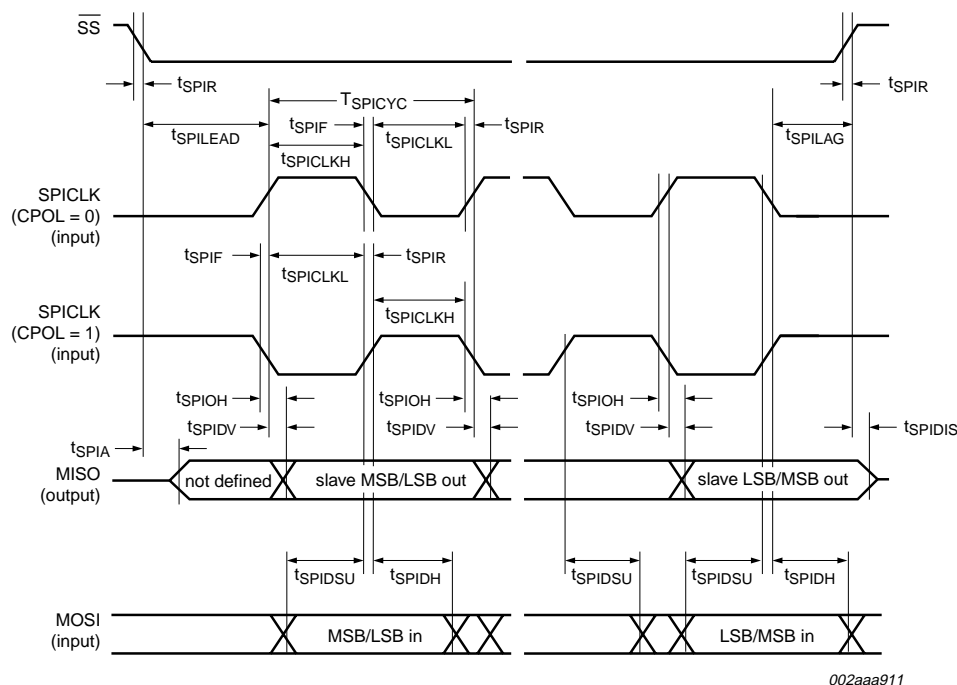 SS
tSPIR
TSPICYC
tSPIR
tSPILEAD
tSPIF
tSPICLKL
tSPIR
tSPILAG
tSPICLKH
SPICLK
(CPOL = 0)
(input)
tSPIF
tSPICLKL
tSPIR
SPICLK
(CPOL = 1)
(input)
tSPICLKH
tSPIOH
tSPIOH
tSPIOH
tSPIDV
tSPIDV
tSPIDV
tSPIDIS
tSPIA
MISO
(output)
not defined
slave MSB/LSB out
slave LSB/MSB out
tSPIDSU
tSPIDH
tSPIDSU
tSPIDSU
tSPIDH
MOSI
(input)
MSB/LSB in
LSB/MSB in
002aaa911